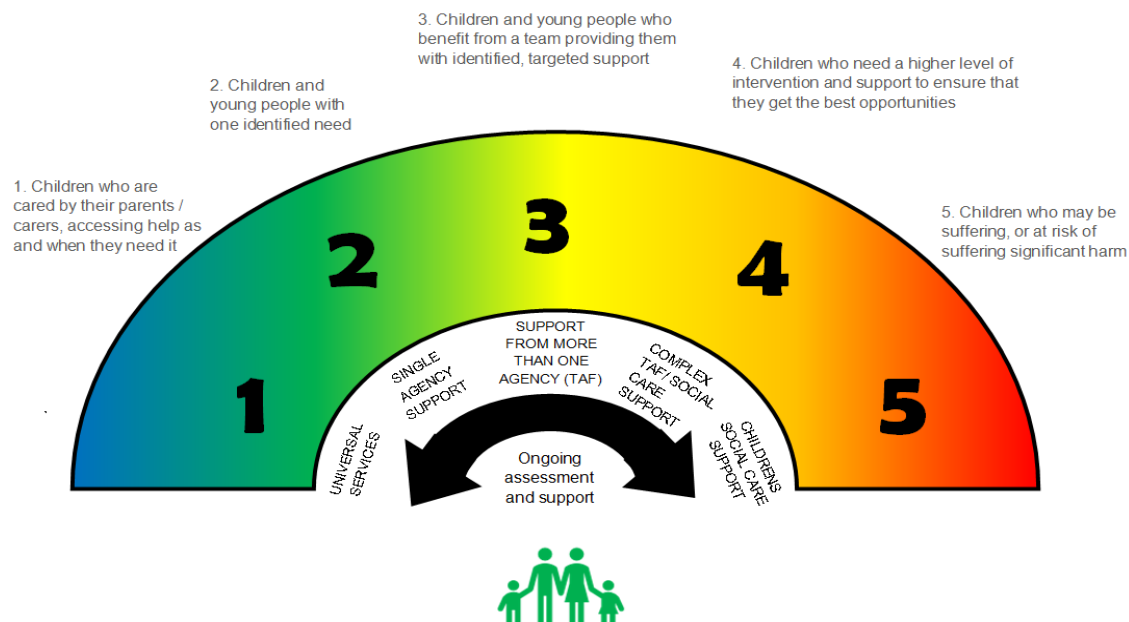 1. Children who are
cared by their parents /
carers, accessing help as
and when they need it
2. Children and
young people with
one identified need
3. Children and young people who
benefit from a team providing them
with identified, targeted support
4. Children who need a higher level of
intervention and support to ensure that
they get the best opportunities
5. Children who may be
suffering, or at risk of
suffering significant harm
1
2
3
4
5
UNIVERSAL
SERVICES
SINGLE
AGENCY
SUPPORT
SUPPORT
FROM MORE
THAN ONE
AGENCY (TAF)
COMPLEX
TAF/ SOCIAL
CARE
SUPPORT
CHILDRENS
SOCIAL CARE
SUPPORT
Ongoing
assessment
and support